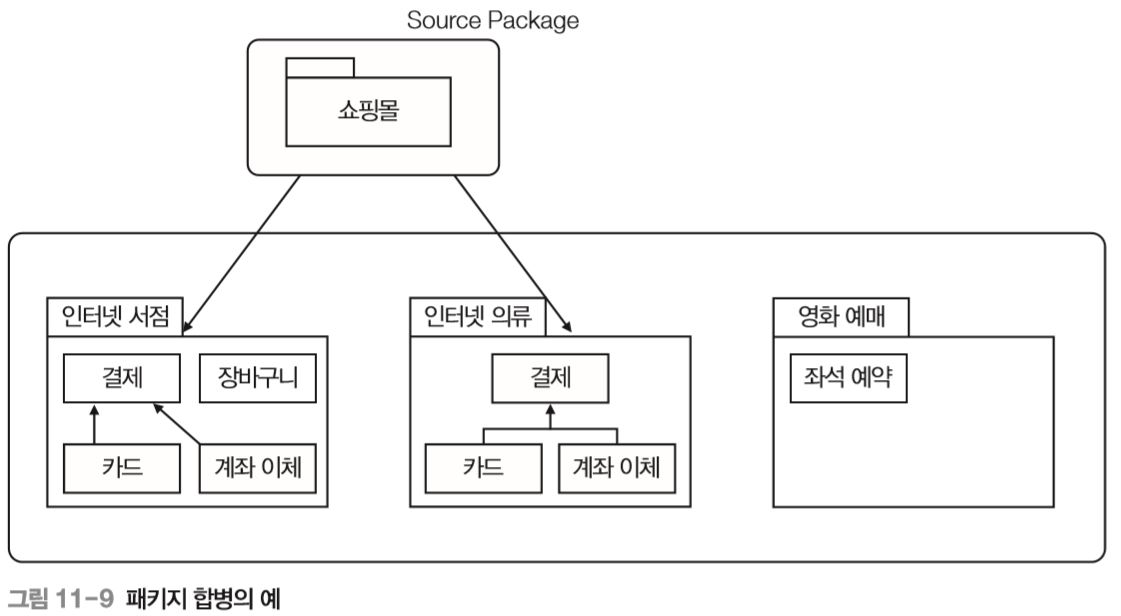 Source Package
쇼핑몰
인터넷 서점
결제
장바구니
카드
계좌 이체
인터넷 의류
결제
카드
계좌 이체
영화 예매
좌석 예약
그림 11-9 패키지 합병의 예